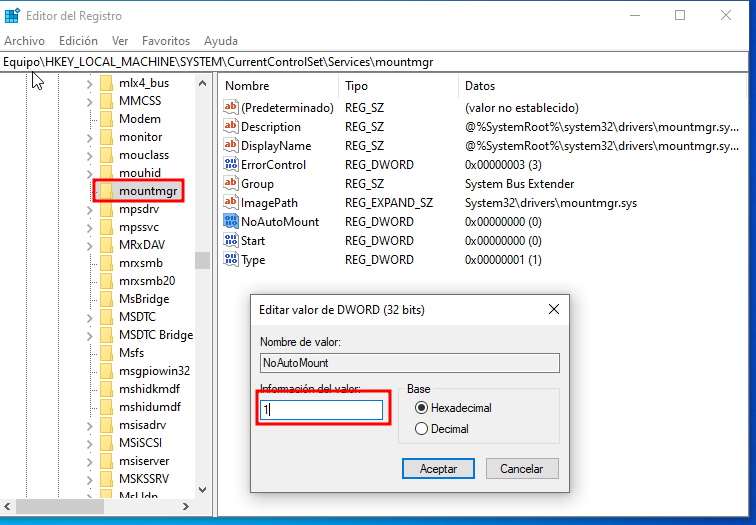 Editor del Registro
Archivo Edición Ver Favoritos Ayuda
Equipo\HKEY_LOCAL_MACHINE\SYSTEM\CurrentControlSet\Services\mountmgr
mlx4_bus
MMCSS
Modem
monitor
mouclass
mouhid
mountmgr
mpsdrv
mpssvc
MRxDAV
mrxsmb
mrxsmb20
MsBridge
MSDTC
MSDTC Bridge
Msfs
msgpiowin32
mshidkmdf
mshidumdf
msisadrv
MSiSCSI
msiserver
MSKSSRV
MsLldp
Nombre Tipo Datos
(Predeterminado) REG_SZ (valor no establecido)
Description REG_SZ @%SystemRoot%\system32\drivers\mountmgr.sy...
DisplayName REG_SZ @%SystemRoot%\system32\drivers\mountmgr.sy...
ErrorControl REG_DWORD 0x00000003 (3)
Group REG_SZ System Bus Extender
ImagePath REG_EXPAND_SZ System32\drivers\mountmgr.sys
NoAutoMount REG_DWORD 0x00000000 (0)
Start REG_DWORD 0x00000000 (0)
Type REG_DWORD 0x00000001 (1)
Editar valor de DWORD (32 bits)
Nombre de valor:
NoAutoMount
Información del valor:
1
Base
Hexadecimal
Decimal
Aceptar Cancelar